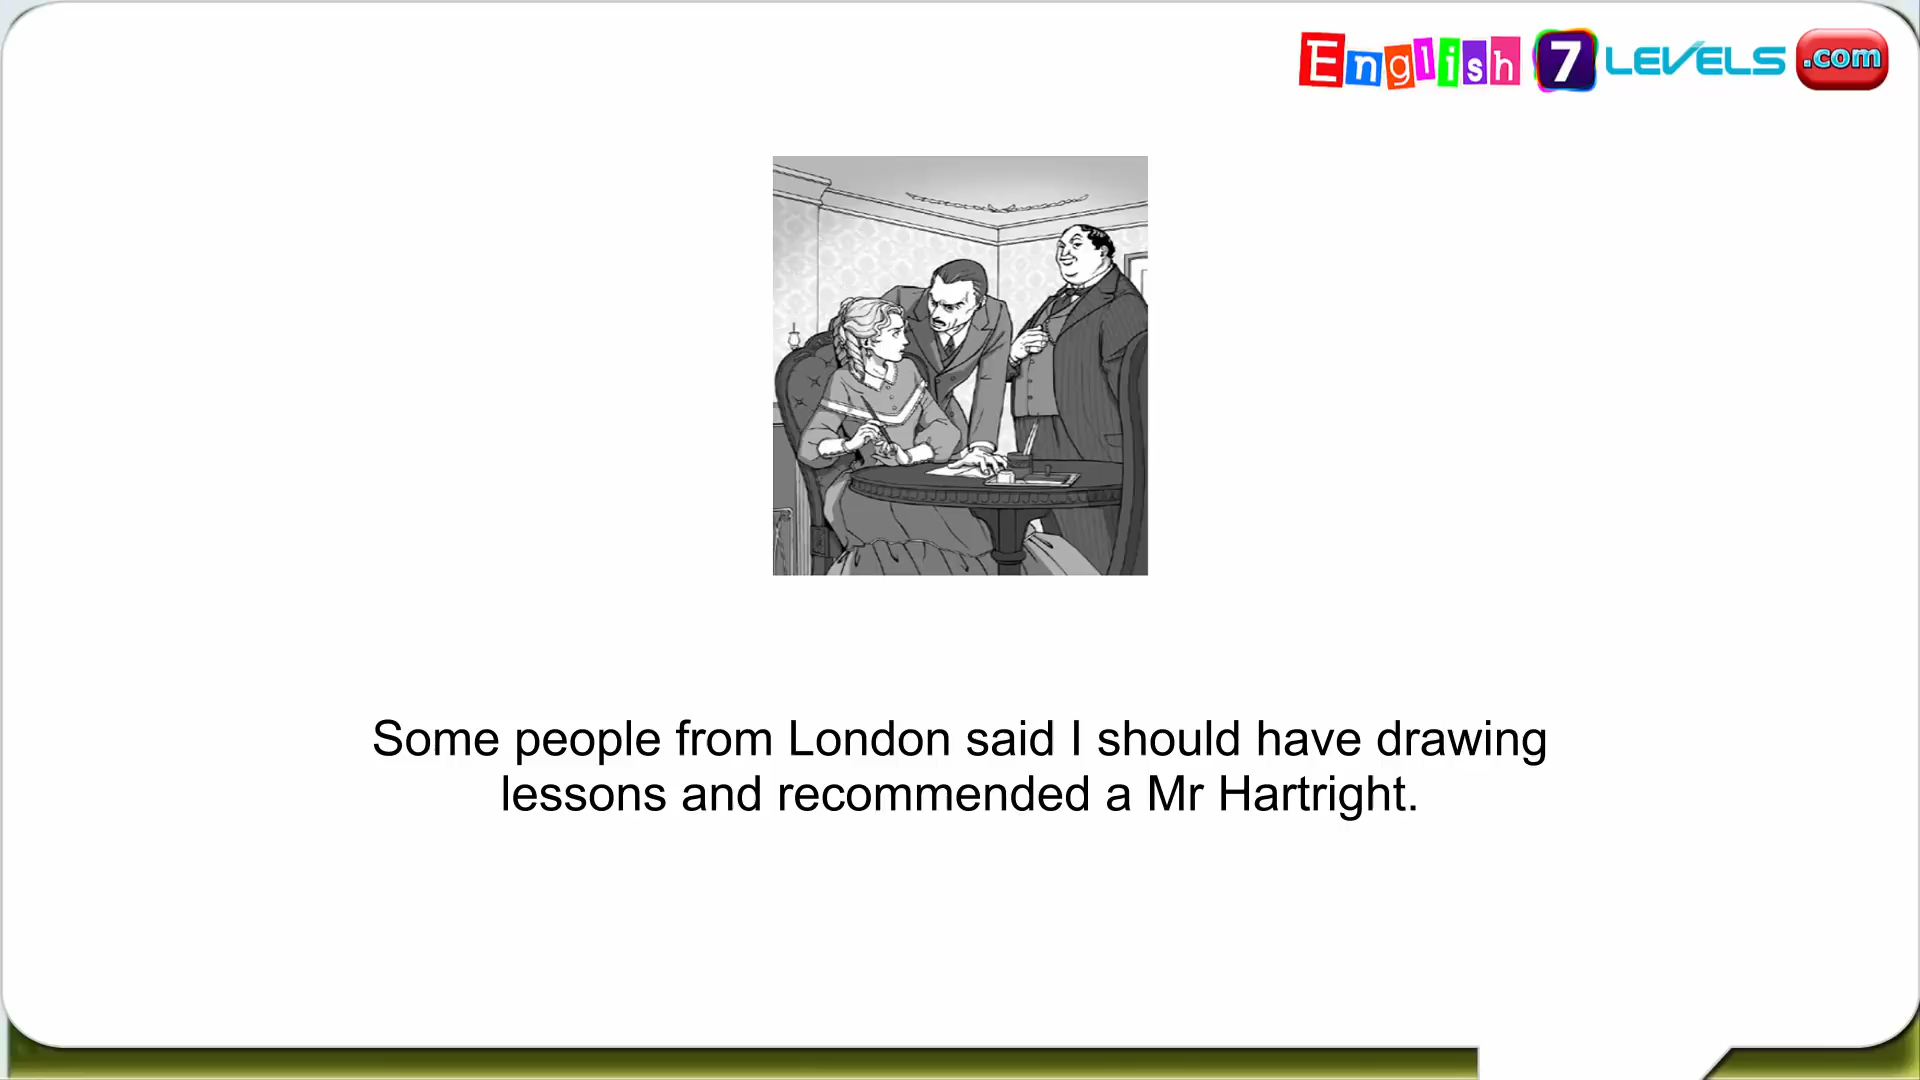 English 7 LEVELS .com
Some people from London said I should have drawing
lessons and recommended a Mr Hartright.